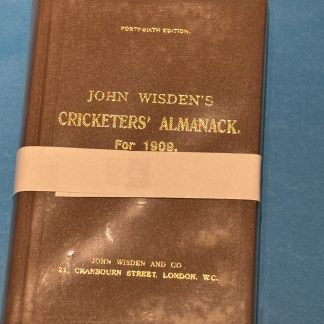 FORTY-SIXTH EDITION.
JOHN WISDEN'S
CRICKETERS' ALMANACK.
For 1909.
JOHN WISDEN AND CO.
21, CRANBOURN STREET, LONDON, W.C.